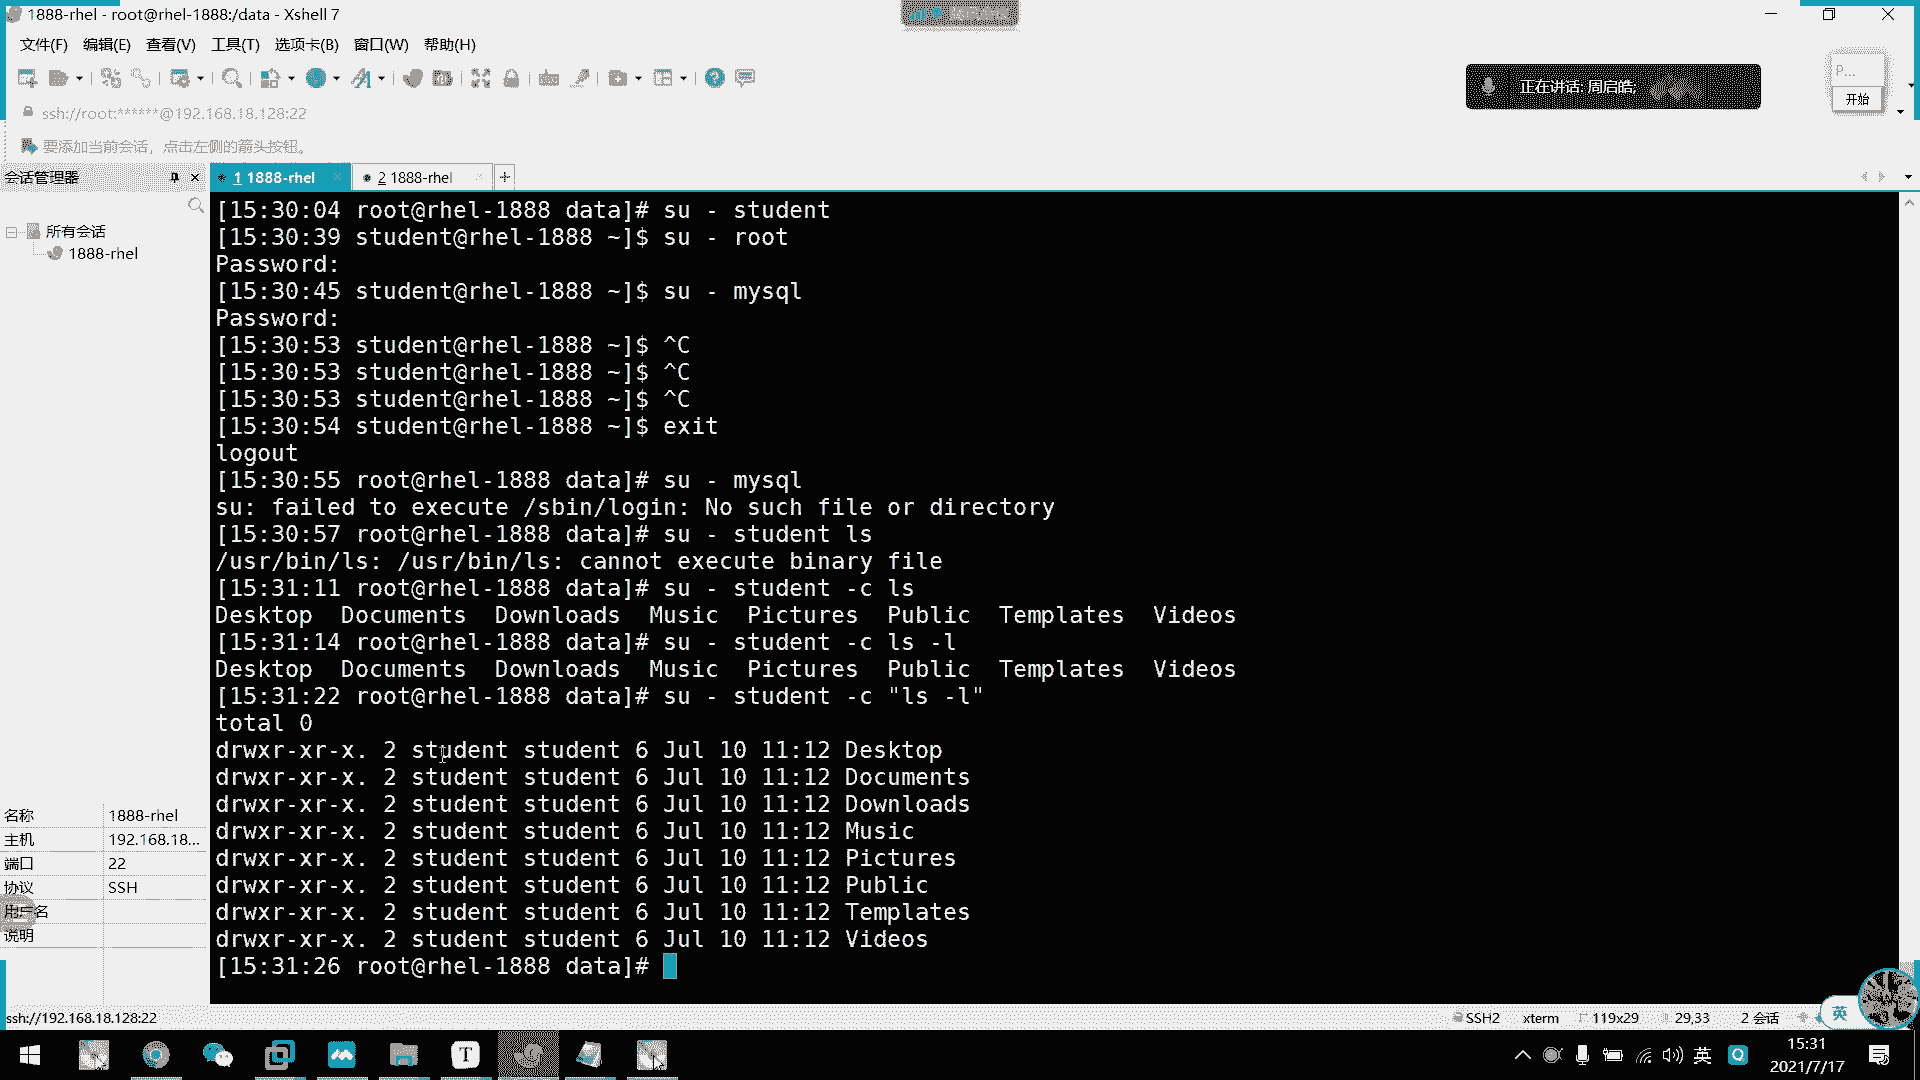 1888-rhel - root@rhel-1888:/data - Xshell 7
文件(F) 编辑(E) 查看(V) 工具(T) 选项卡(B) 窗口(W) 帮助(H)
正在讲话: 周启皓;
P...
开始
ssh://root:******@192.168.18.128:22
要添加当前会话，点击左侧的箭头按钮。
会话管理器
1 1888-rhel
2 1888-rhel
所有会话
1888-rhel
[15:30:04 root@rhel-1888 data]# su - student
[15:30:39 student@rhel-1888 ~]$ su - root
Password:
[15:30:45 student@rhel-1888 ~]$ su - mysql
Password:
[15:30:53 student@rhel-1888 ~]$ ^C
[15:30:53 student@rhel-1888 ~]$ ^C
[15:30:53 student@rhel-1888 ~]$ ^C
[15:30:54 student@rhel-1888 ~]$ exit
logout
[15:30:55 root@rhel-1888 data]# su - mysql
su: failed to execute /sbin/login: No such file or directory
[15:30:57 root@rhel-1888 data]# su - student ls
/usr/bin/ls: /usr/bin/ls: cannot execute binary file
[15:31:11 root@rhel-1888 data]# su - student -c ls
Desktop Documents Downloads Music Pictures Public Templates Videos
[15:31:14 root@rhel-1888 data]# su - student -c ls -l
Desktop Documents Downloads Music Pictures Public Templates Videos
[15:31:22 root@rhel-1888 data]# su - student -c "ls -l"
total 0
drwxr-xr-x. 2 student student 6 Jul 10 11:12 Desktop
drwxr-xr-x. 2 student student 6 Jul 10 11:12 Documents
drwxr-xr-x. 2 student student 6 Jul 10 11:12 Downloads
drwxr-xr-x. 2 student student 6 Jul 10 11:12 Music
drwxr-xr-x. 2 student student 6 Jul 10 11:12 Pictures
drwxr-xr-x. 2 student student 6 Jul 10 11:12 Public
drwxr-xr-x. 2 student student 6 Jul 10 11:12 Templates
drwxr-xr-x. 2 student student 6 Jul 10 11:12 Videos
[15:31:26 root@rhel-1888 data]#
名称 1888-rhel
主机 192.168.18...
端口 22
协议 SSH
用户名
说明
ssh://192.168.18.128:22
SSH2 xterm 119x29 29,33 2 会话
英
英
15:31
2021/7/17